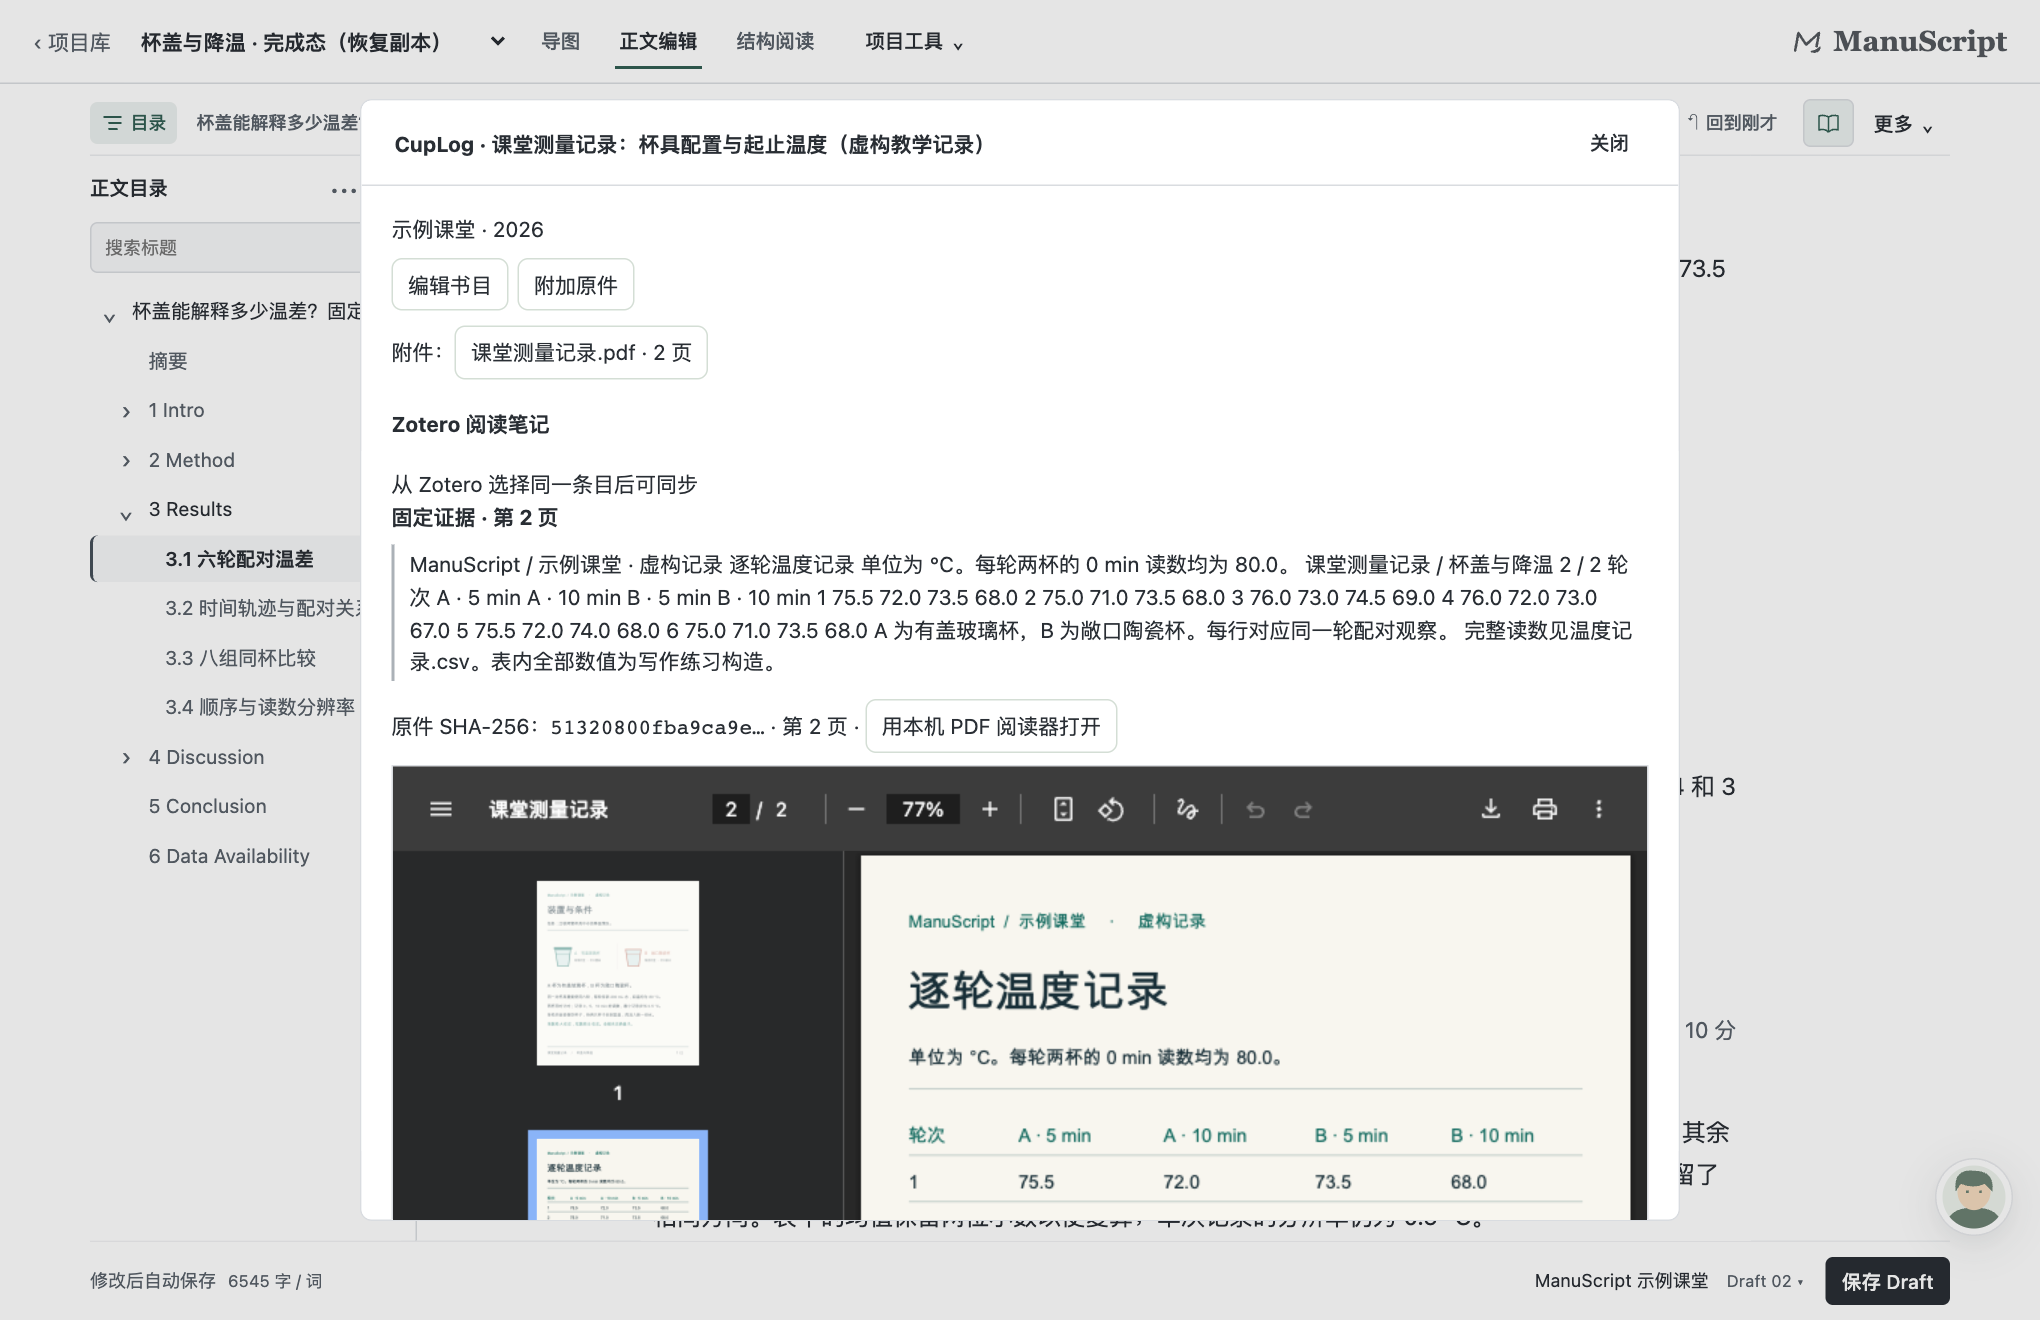 ‹ 项目库
杯盖与降温 · 完成态（恢复副本）
导图
正文编辑
结构阅读
项目工具
ManuScript
目录
杯盖能解释多少温差
回到刚才
更多
正文目录
搜索标题
杯盖能解释多少温差？固定
摘要
1 Intro
2 Method
3 Results
3.1 六轮配对温差
3.2 时间轨迹与配对关
3.3 八组同杯比较
3.4 顺序与读数分辨率
4 Discussion
5 Conclusion
6 Data Availability
CupLog · 课堂测量记录：杯具配置与起止温度（虚构教学记录）
关闭
示例课堂 · 2026
编辑书目
附加原件
附件：
课堂测量记录.pdf · 2 页
Zotero 阅读笔记
从 Zotero 选择同一条目后可同步
固定证据 · 第 2 页
ManuScript / 示例课堂 · 虚构记录 逐轮温度记录 单位为 °C。每轮两杯的 0 min 读数均为 80.0。 课堂测量记录 / 杯盖与降温 2 / 2 轮
次 A · 5 min A · 10 min B · 5 min B · 10 min 1 75.5 72.0 73.5 68.0 2 75.0 71.0 73.5 68.0 3 76.0 73.0 74.5 69.0 4 76.0 72.0 73.0
67.0 5 75.5 72.0 74.0 68.0 6 75.0 71.0 73.5 68.0 A 为有盖玻璃杯，B 为敞口陶瓷杯。每行对应同一轮配对观察。 完整读数见温度记
录.csv。表内全部数值为写作练习构造。
原件 SHA-256：51320800fba9ca9e… · 第 2 页 ·
用本机 PDF 阅读器打开
课堂测量记录
2 / 2
77%
装置与条件
1
逐轮温度记录
ManuScript / 示例课堂 · 虚构记录
逐轮温度记录
单位为 °C。每轮两杯的 0 min 读数均为 80.0。
轮次 A · 5 min A · 10 min B · 5 min B · 10 min
1 75.5 72.0 73.5 68.0
73.5
和 3
10 分
其余
留了
修改后自动保存 6545 字 / 词
ManuScript 示例课堂
Draft 02
保存 Draft